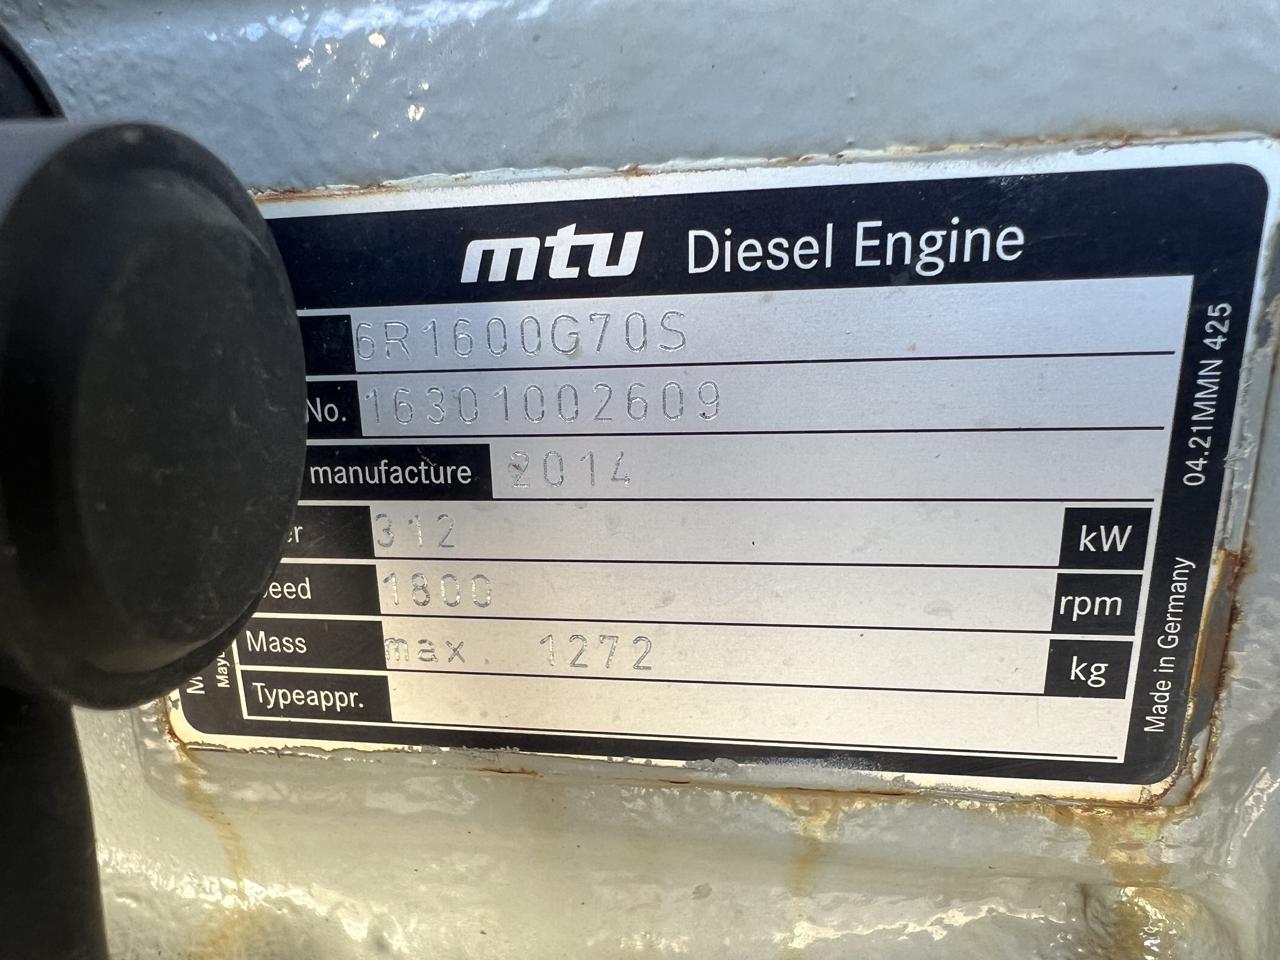 mtu Diesel Engine
6R1600G70S
No. 16301002609
manufacture 2014
312 kW
1800 rpm
Mass max. 1272 kg
Typeappr.
04.21MMN 425
Made in Germany